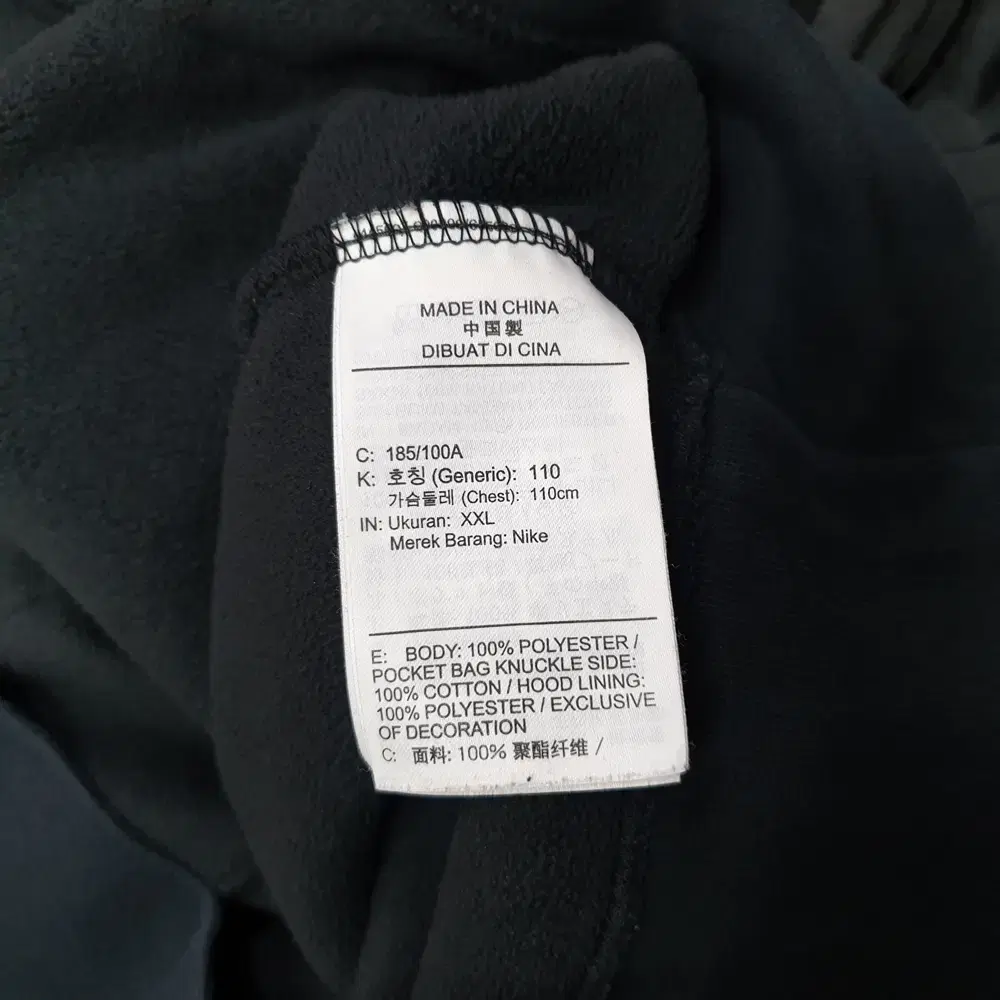 MADE IN CHINA
中国製
DIBUAT DI CINA
C: 185/100A
K: 호칭 (Generic): 110
가슴둘레 (Chest): 110cm
IN: Ukuran: XXL
Merek Barang: Nike
E: BODY: 100% POLYESTER /
POCKET BAG KNUCKLE SIDE:
100% COTTON / HOOD LINING:
100% POLYESTER / EXCLUSIVE
OF DECORATION
C: 面料: 100% 聚酯纤维 /